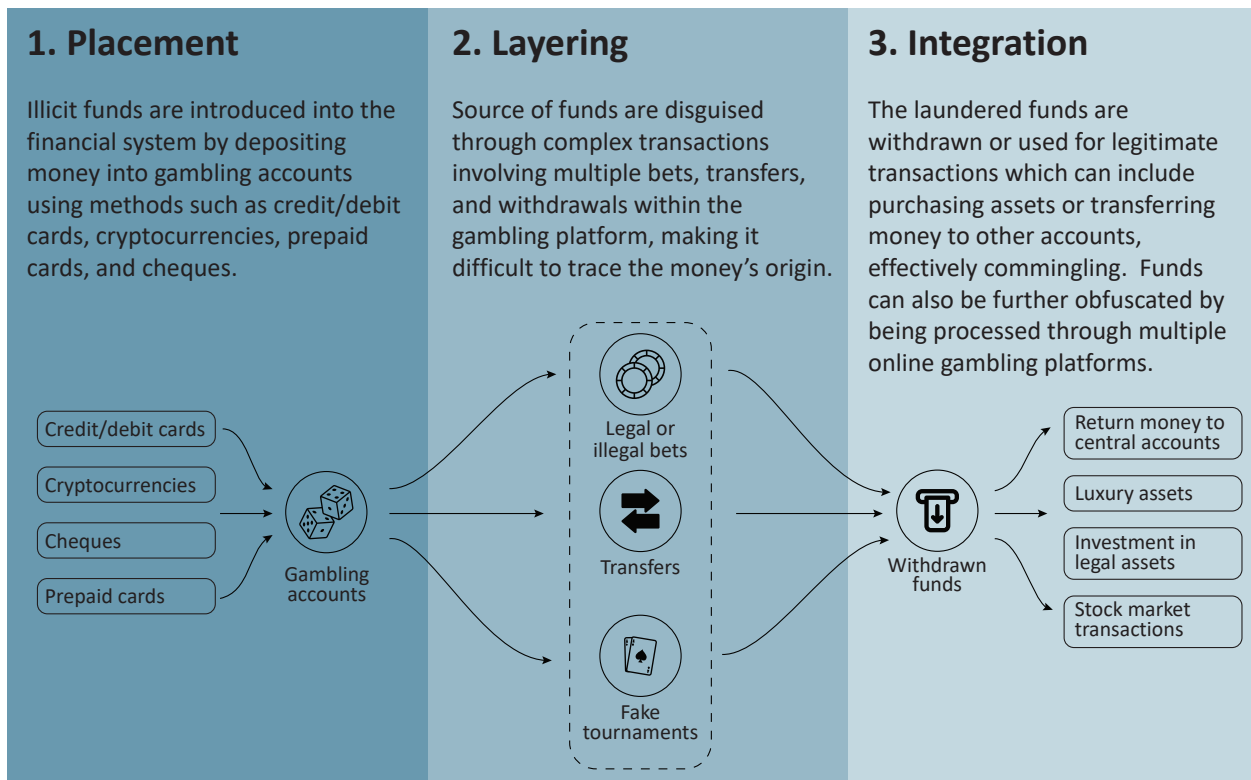 1. Placement
Illicit funds are introduced into the
financial system by depositing
money into gambling accounts
using methods such as credit/debit
cards, cryptocurrencies, prepaid
cards, and cheques.
Credit/debit cards
Cryptocurrencies
Cheques
Prepaid cards
Gambling
accounts
2. Layering
Source of funds are disguised
through complex transactions
involving multiple bets, transfers,
and withdrawals within the
gambling platform, making it
difficult to trace the money’s origin.
Legal or
illegal bets
Transfers
Fake
tournaments
3. Integration
The laundered funds are
withdrawn or used for legitimate
transactions which can include
purchasing assets or transferring
money to other accounts,
effectively commingling.  Funds
can also be further obfuscated by
being processed through multiple
online gambling platforms.
Withdrawn
funds
Return money to
central accounts
Luxury assets
Investment in
legal assets
Stock market
transactions